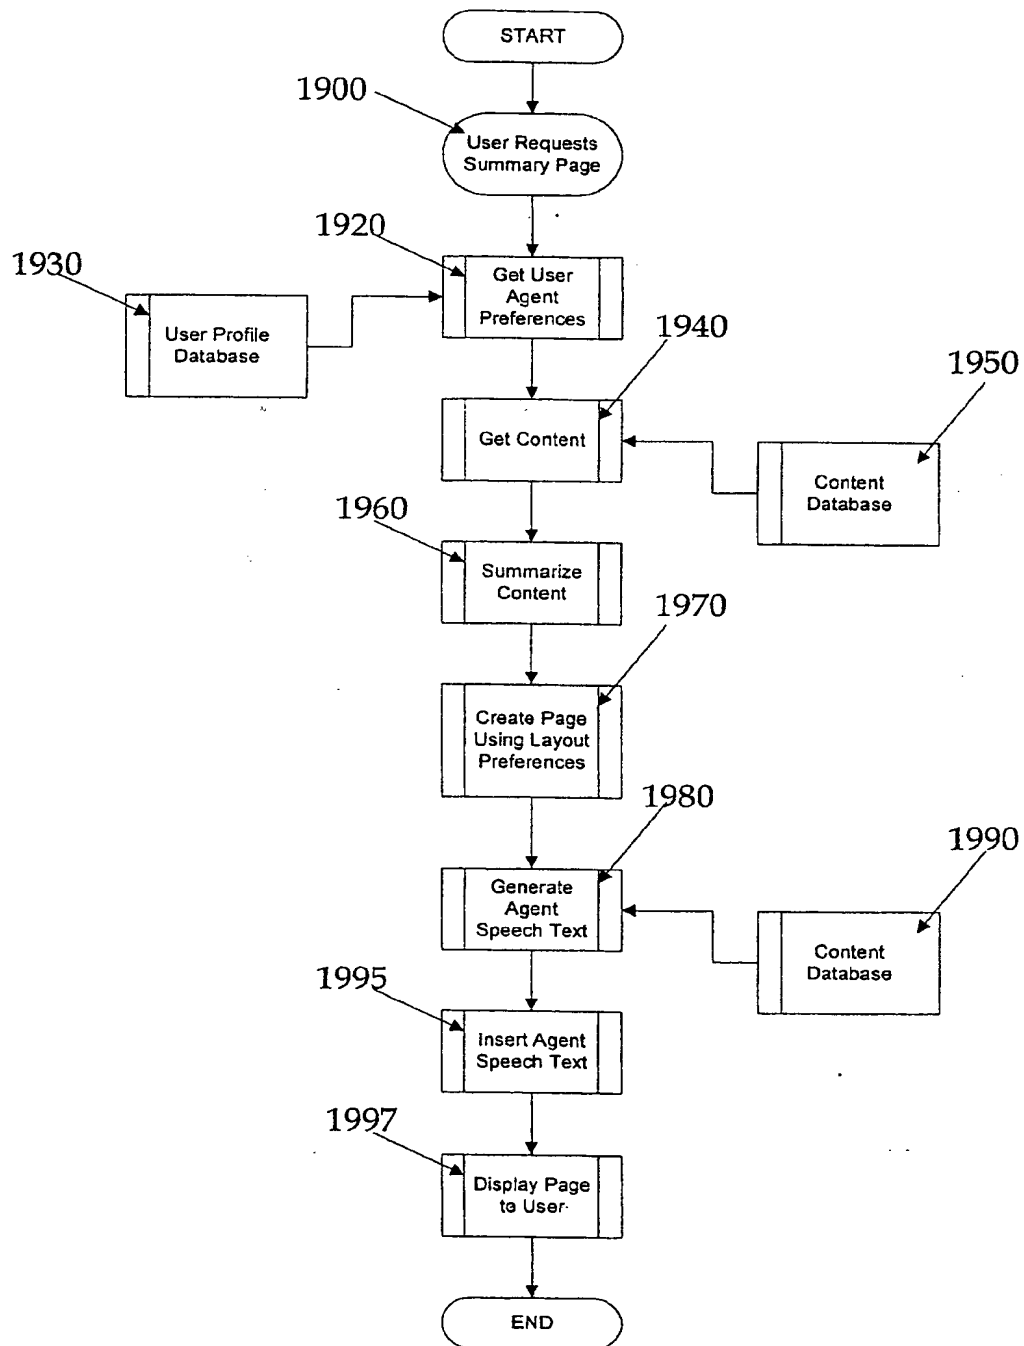 START
1900
User Requests
Summary Page
1920
Get User
Agent
Preferences
1930
User Profile
Database
1940
Get Content
1950
Content
Database
1960
Summarize
Content
1970
Create Page
Using Layout
Preferences
1980
Generate
Agent
Speech Text
1990
Content
Database
1995
Insert Agent
Speech Text
1997
Display Page
to User
END